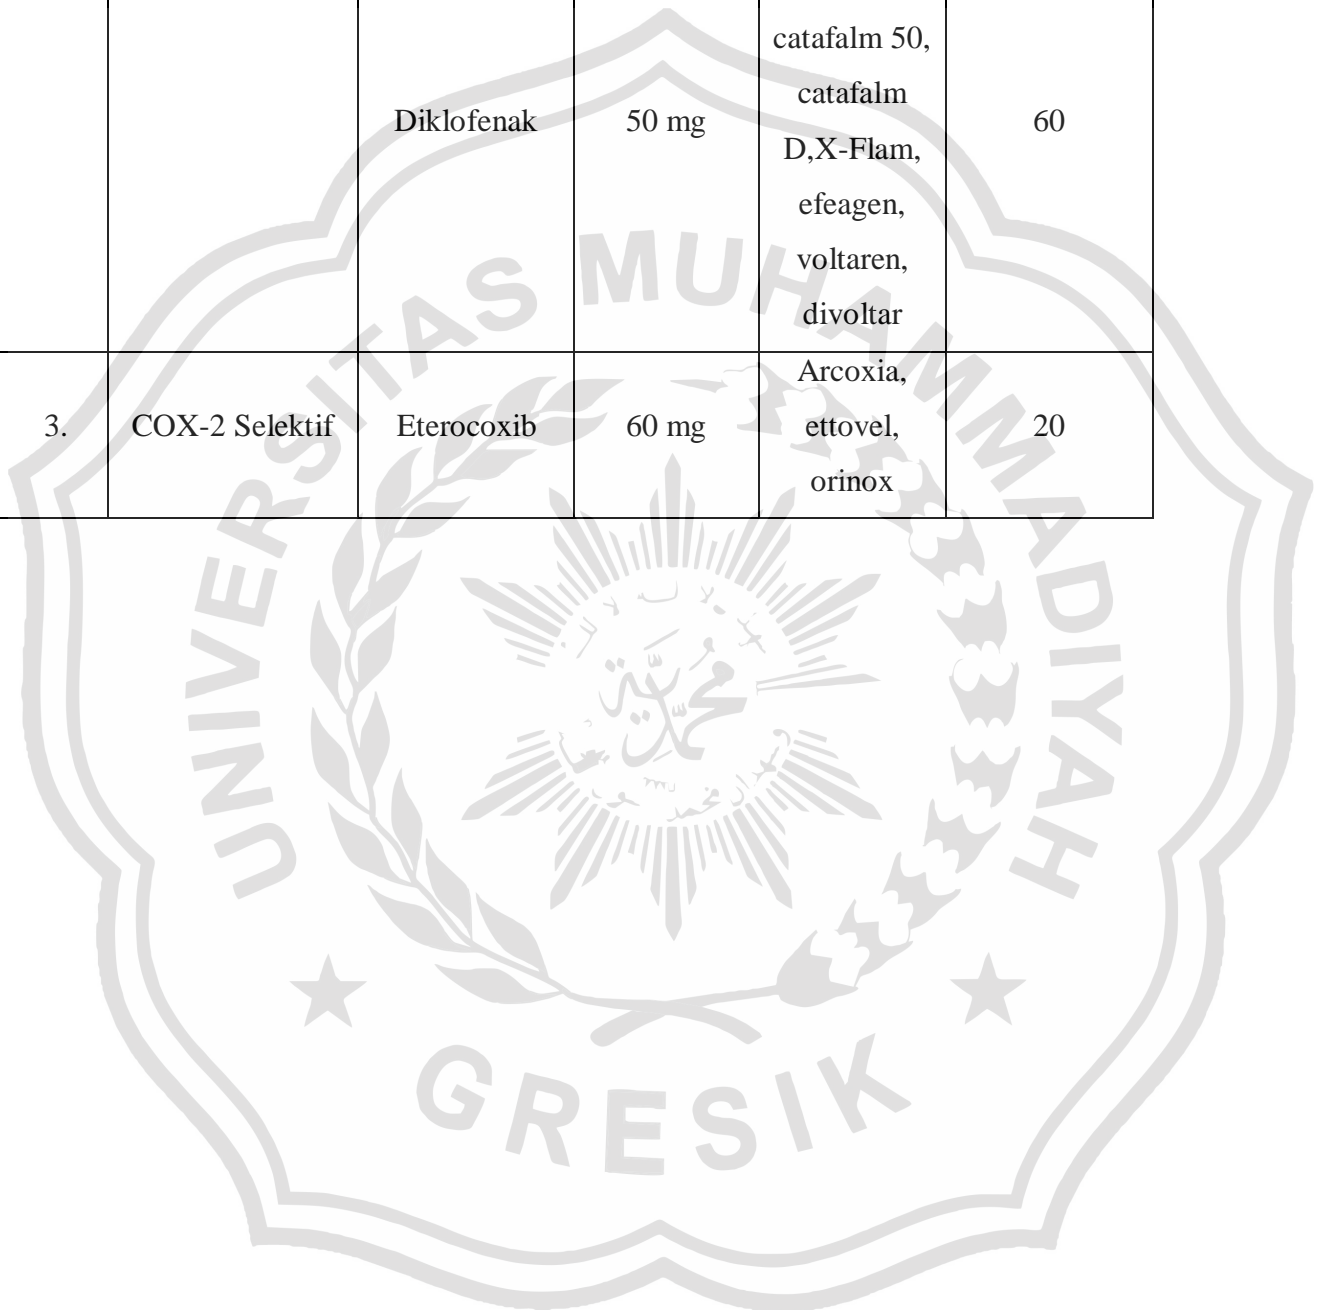 catafalm 50,
catafalm
Diklofenak 50 mg 60
D,X-Flam,
efeagen,
voltaren,
divoltar
Arcoxia,
3. COX-2 Selektif Eterocoxib 60 mg ettovel, 20
orinox
UNIVERSITAS MUHAMMADIYAH
محمدية
GRESIK